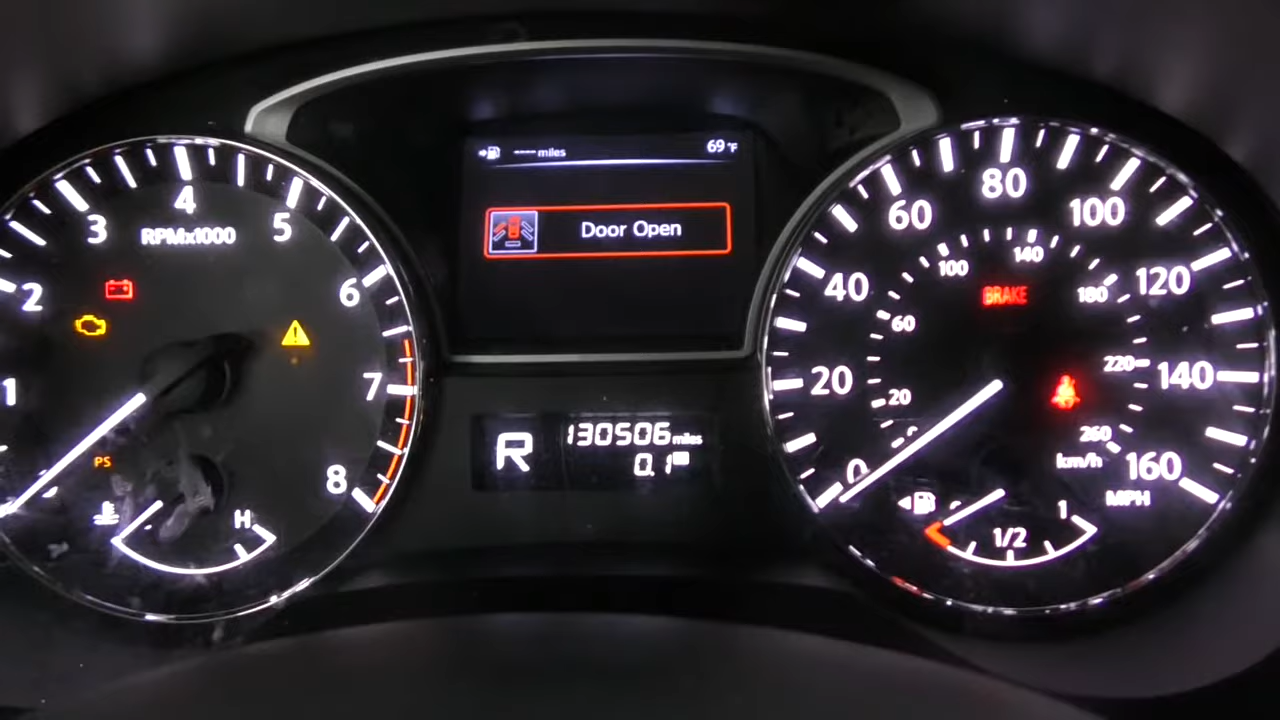 ---- miles 69 °F
Door Open
1 2 3 4 5 6 7 8
RPMx1000
PS
H
R
130506 miles
0.1
0 20 40 60 80 100 120 140 160
20 60 100 140 180 220 260
BRAKE
km/h
MPH
1/2 1